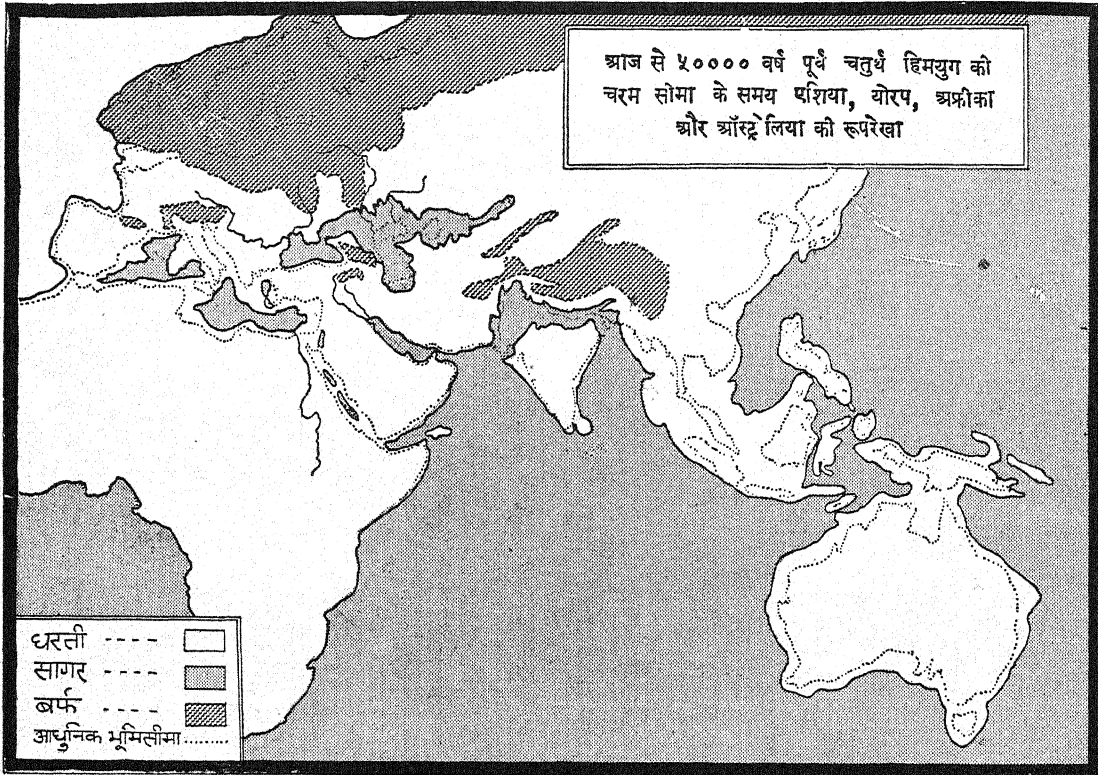 आज से ५०००० वर्ष पूर्व चतुर्थ हिमयुग की
चरम सोमा के समय एशिया, योरप, अफ्रीका
और ऑस्ट्रेलिया की रूपरेखा
धरती ----
सागर ----
बर्फ ----
आधुनिक भूमिसीमा ........